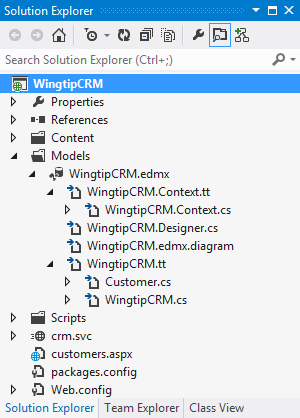 Solution Explorer
Search Solution Explorer (Ctrl+;)
WingtipCRM
Properties
References
Content
Models
WingtipCRM.edmx
WingtipCRM.Context.tt
WingtipCRM.Context.cs
WingtipCRM.Designer.cs
WingtipCRM.edmx.diagram
WingtipCRM.tt
Customer.cs
WingtipCRM.cs
Scripts
crm.svc
customers.aspx
packages.config
Web.config
Solution Explorer Team Explorer Class View